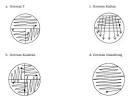 a. Goresan T
c. Goresan Radian
b. Goresan Kuadran
d. Goresan Sinambung